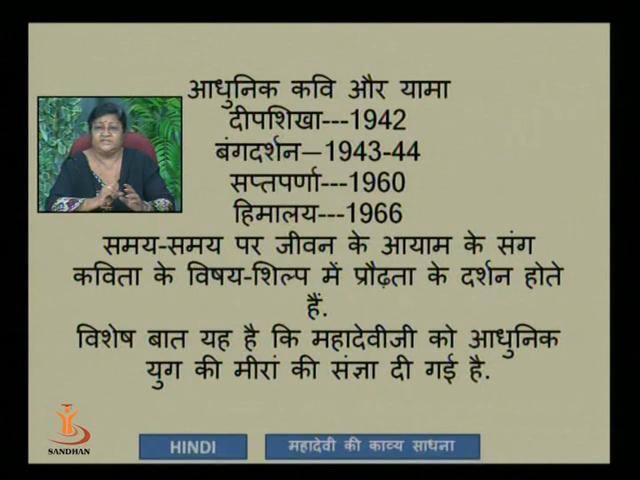 आधुनिक कवि और यामा
दीपशिखा---1942
बंगदर्शन—1943-44
सप्तपर्णा---1960
हिमालय---1966
समय-समय पर जीवन के आयाम के संग
कविता के विषय-शिल्प में प्रौढ़ता के दर्शन होते
हैं.
विशेष बात यह है कि महादेवीजी को आधुनिक
युग की मीरां की संज्ञा दी गई है.
SANDHAN
HINDI
महादेवी की काव्य साधना